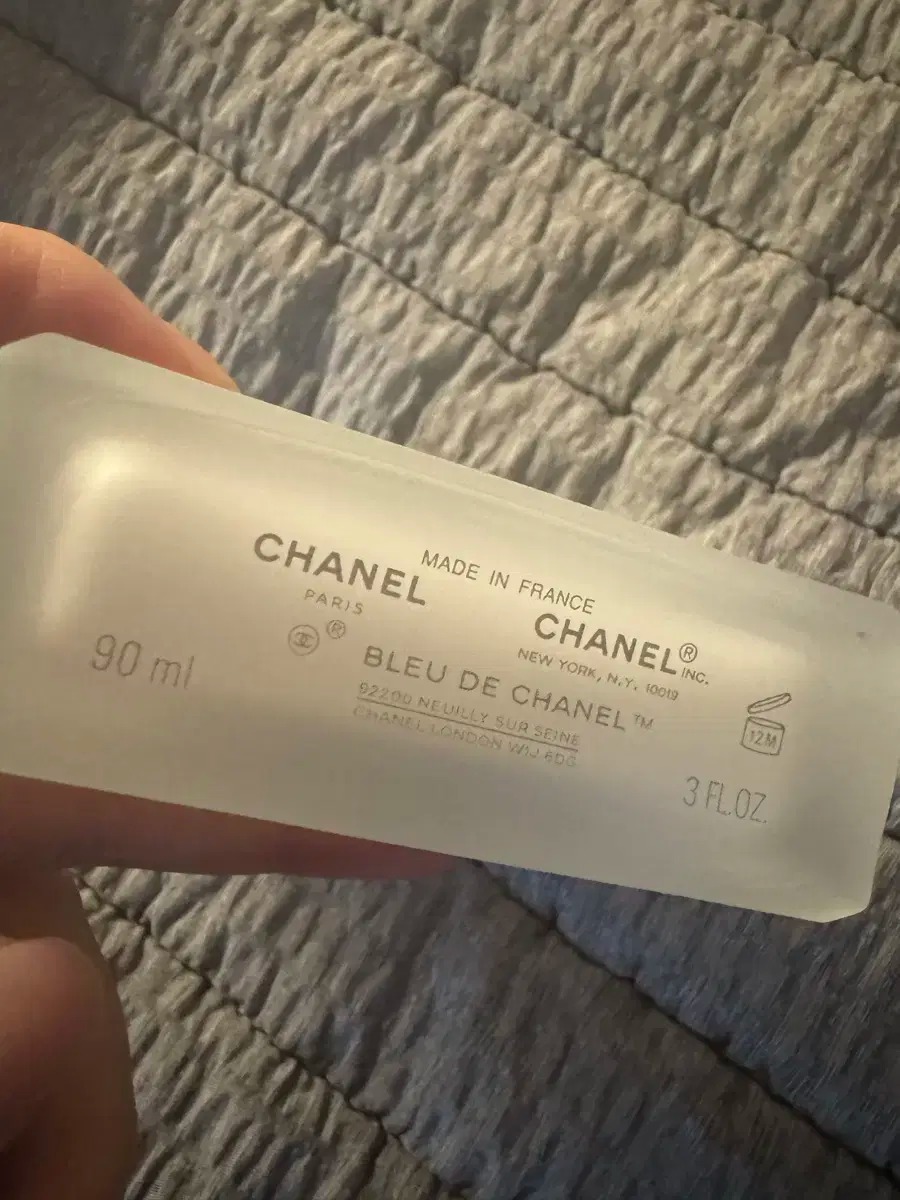 MADE IN FRANCE
CHANEL
PARIS
®
CHANEL®
INC.
NEW YORK, N.Y. 10019
BLEU DE CHANEL™
92200 NEUILLY SUR SEINE
CHANEL LONDON W1J 6DG
90 ml
12M
3 FL.OZ.